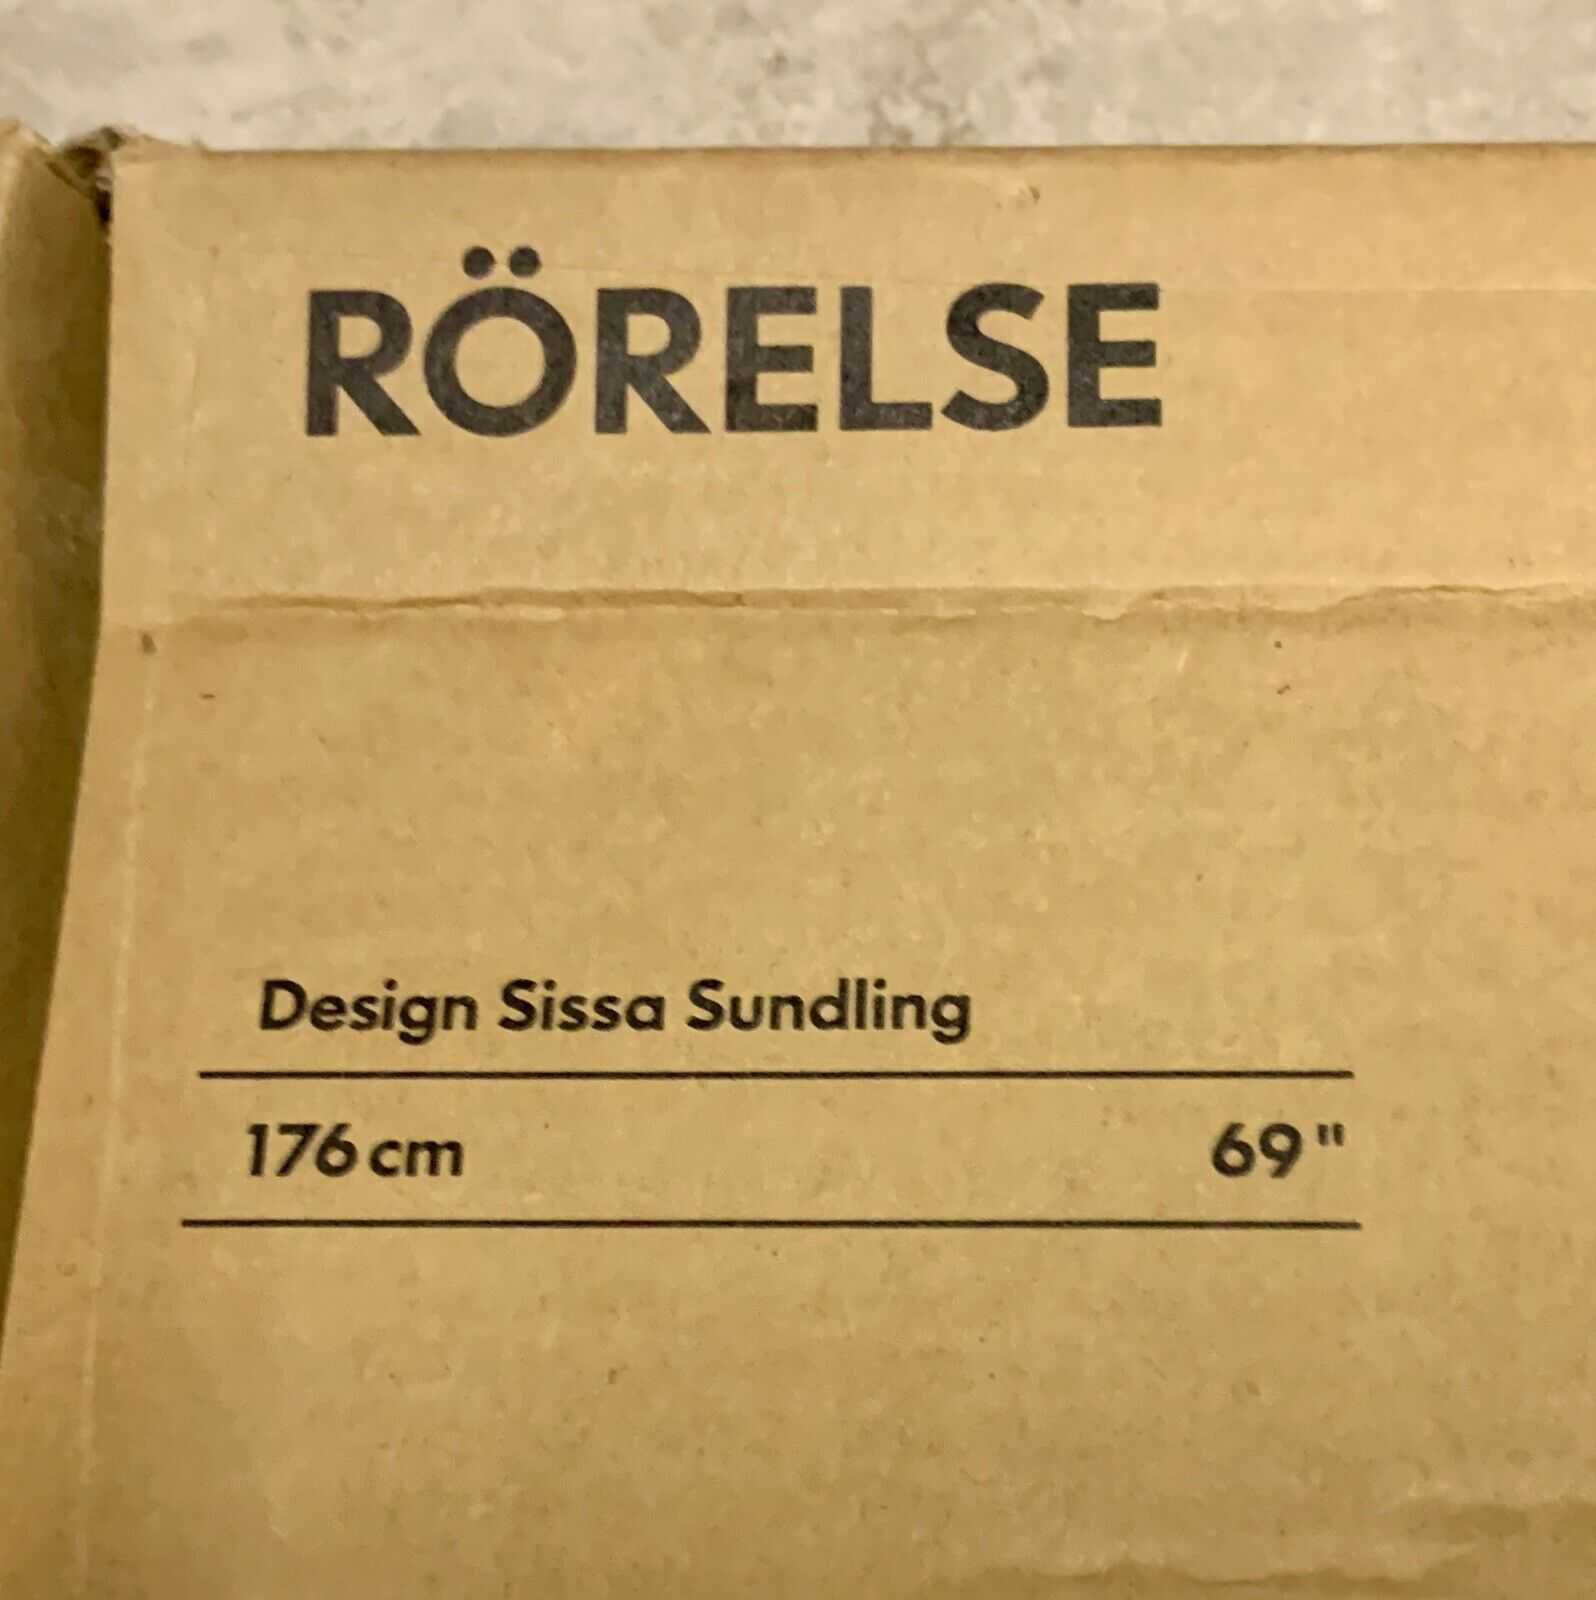 RÖRELSE
Design Sissa Sundling
176 cm 69"